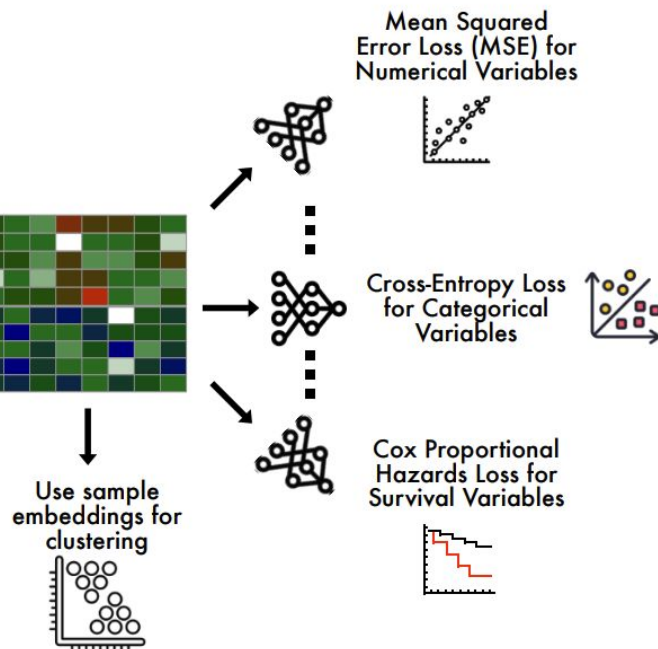 Mean Squared
Error Loss (MSE) for
Numerical Variables
Cross-Entropy Loss
for Categorical
Variables
Cox Proportional
Hazards Loss for
Survival Variables
Use sample
embeddings for
clustering